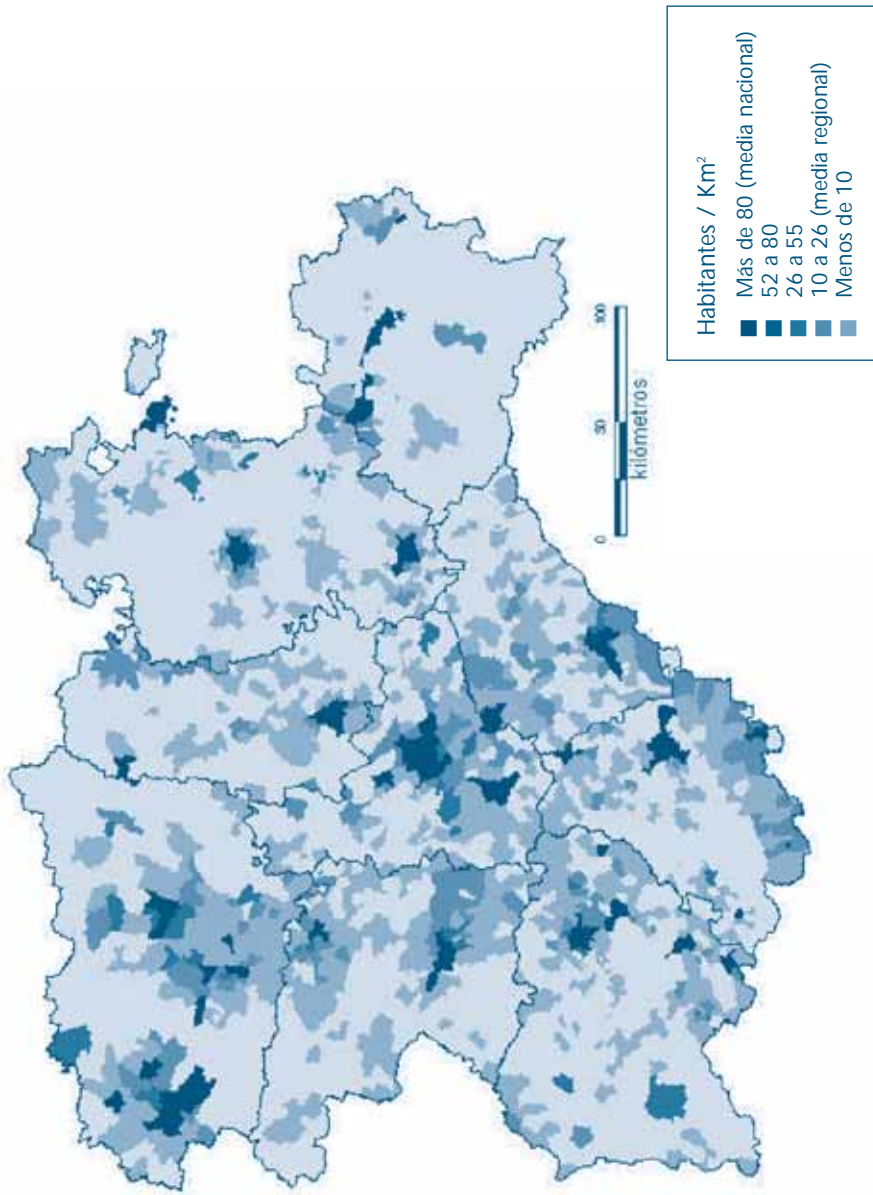 Habitantes / Km²
Más de 80 (media nacional)
52 a 80
26 a 55
10 a 26 (media regional)
Menos de 10
0 50 100
kilómetros